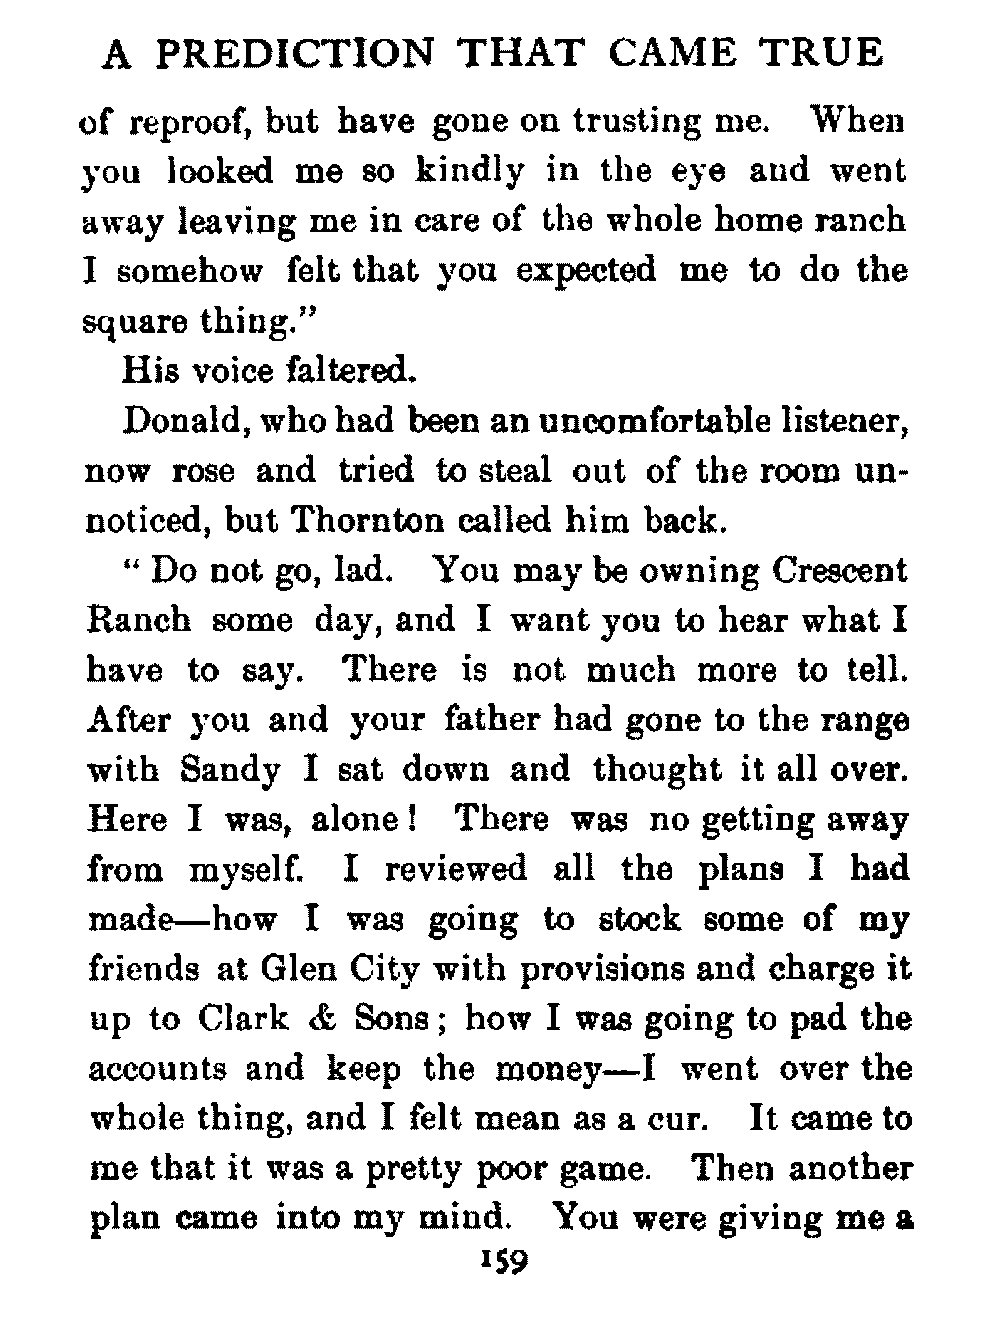 A PREDICTION THAT CAME TRUE
of reproof, but have gone on trusting me. When
you looked me so kindly in the eye and went
away leaving me in care of the whole home ranch
I somehow felt that you expected me to do the
square thing.”
His voice faltered.
Donald, who had been an uncomfortable listener,
now rose and tried to steal out of the room un-
noticed, but Thornton called him back.
“ Do not go, lad. You may be owning Crescent
Ranch some day, and I want you to hear what I
have to say. There is not much more to tell.
After you and your father had gone to the range
with Sandy I sat down and thought it all over.
Here I was, alone! There was no getting away
from myself. I reviewed all the plans I had
made—how I was going to stock some of my
friends at Glen City with provisions and charge it
up to Clark & Sons; how I was going to pad the
accounts and keep the money—I went over the
whole thing, and I felt mean as a cur. It came to
me that it was a pretty poor game. Then another
plan came into my mind. You were giving me a
159